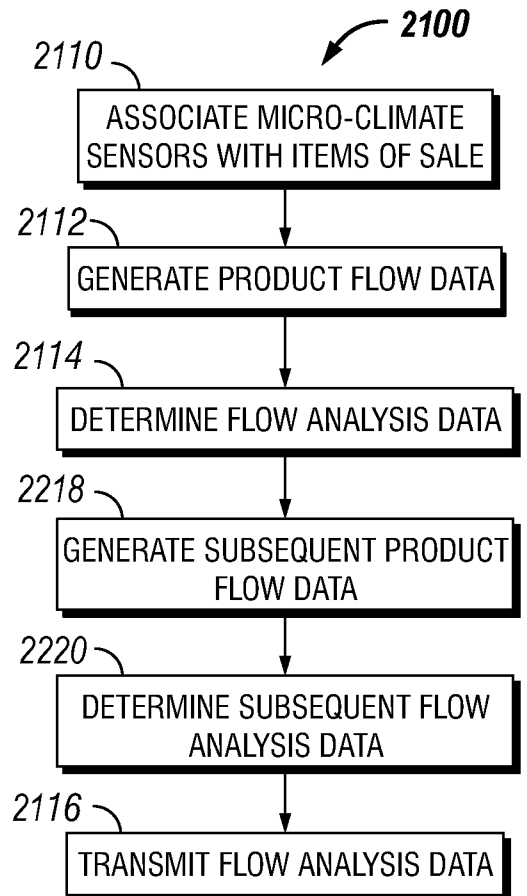 2100
2110
ASSOCIATE MICRO-CLIMATE
SENSORS WITH ITEMS OF SALE
2112
GENERATE PRODUCT FLOW DATA
2114
DETERMINE FLOW ANALYSIS DATA
2218
GENERATE SUBSEQUENT PRODUCT
FLOW DATA
2220
DETERMINE SUBSEQUENT FLOW
ANALYSIS DATA
2116
TRANSMIT FLOW ANALYSIS DATA